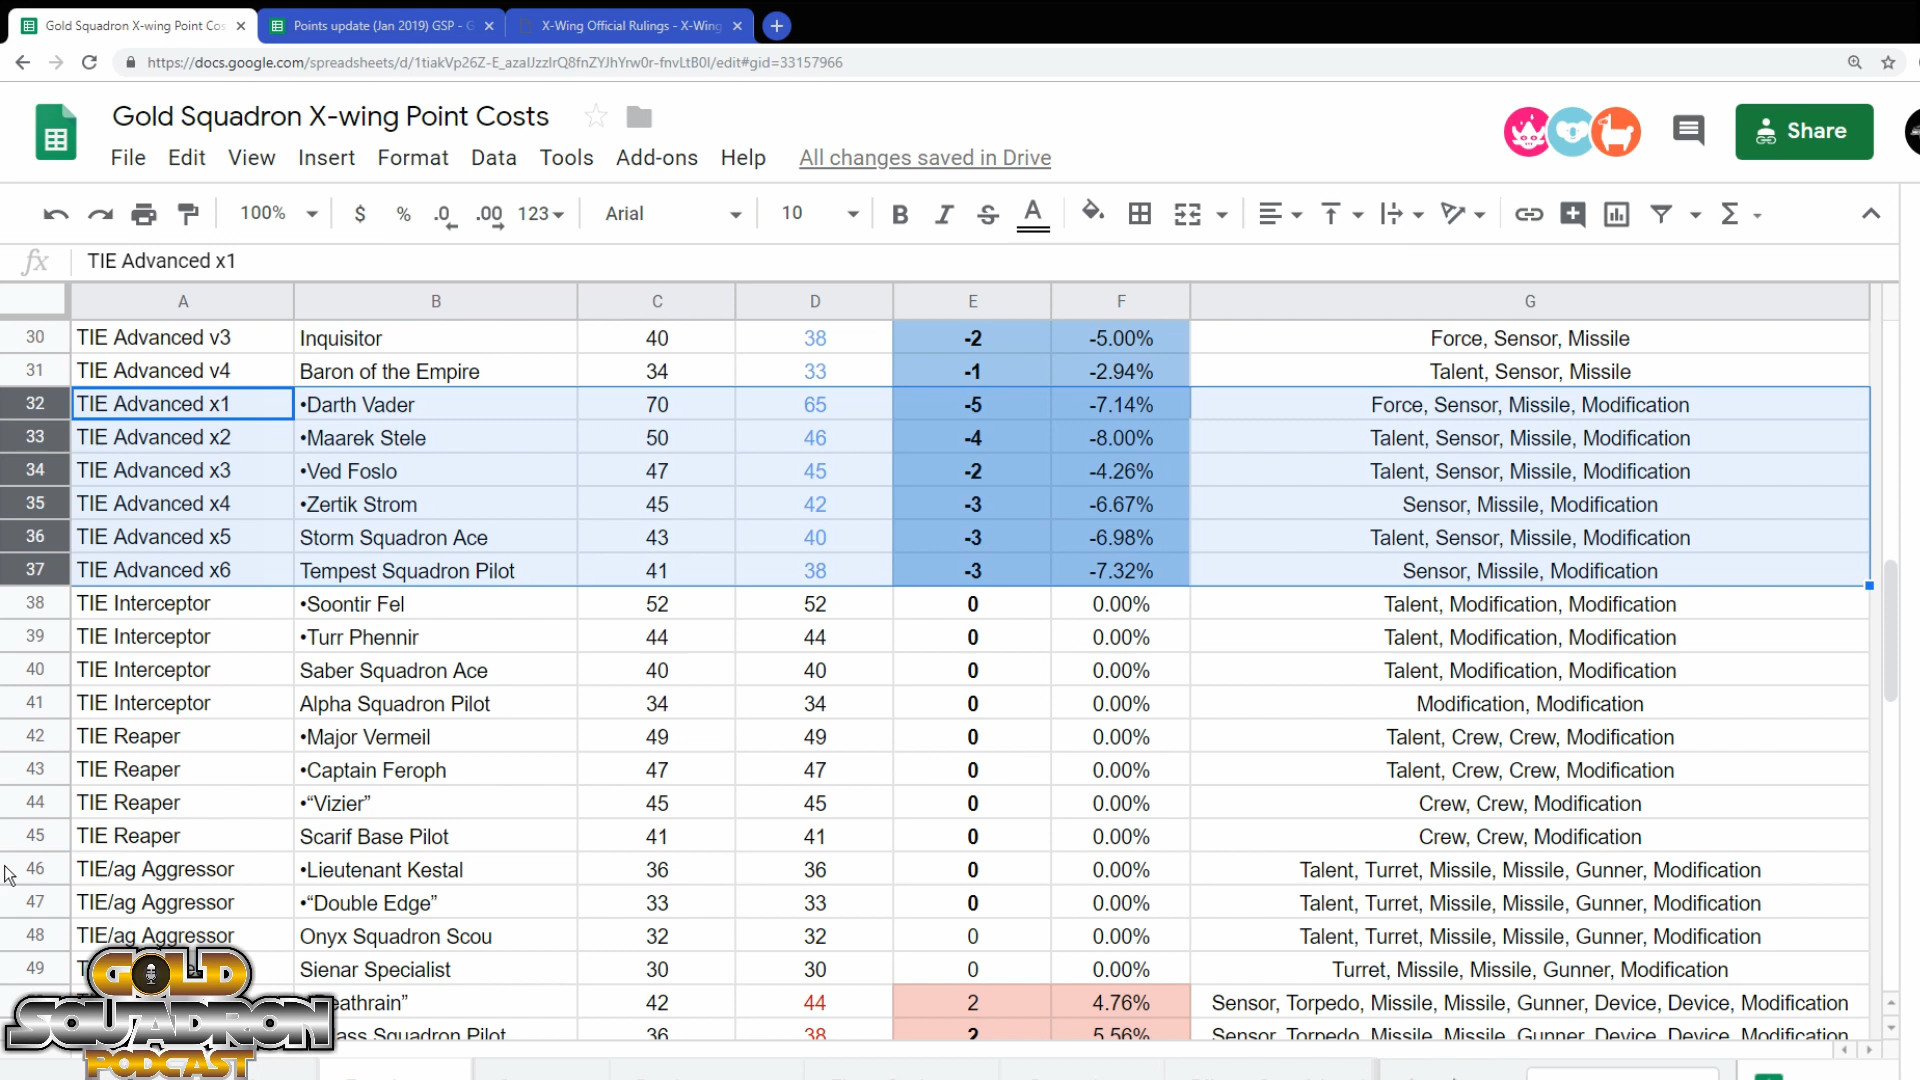 Gold Squadron X-wing Point Cos
Points update (Jan 2019) GSP - G
X-Wing Official Rulings - X-Wing
https://docs.google.com/spreadsheets/d/1tiakVp26Z-E_azalJzzIrQ8fnZYJhYrw0r-fnvLtB0I/edit#gid=33157966
Gold Squadron X-wing Point Costs
File Edit View Insert Format Data Tools Add-ons Help All changes saved in Drive
Share
100% $ % .0 .00 123 Arial 10 B I S A Σ
fx TIE Advanced x1
A B C D E F G
30 TIE Advanced v3 Inquisitor 40 38 -2 -5.00% Force, Sensor, Missile
31 TIE Advanced v4 Baron of the Empire 34 33 -1 -2.94% Talent, Sensor, Missile
32 TIE Advanced x1 •Darth Vader 70 65 -5 -7.14% Force, Sensor, Missile, Modification
33 TIE Advanced x2 •Maarek Stele 50 46 -4 -8.00% Talent, Sensor, Missile, Modification
34 TIE Advanced x3 •Ved Foslo 47 45 -2 -4.26% Talent, Sensor, Missile, Modification
35 TIE Advanced x4 •Zertik Strom 45 42 -3 -6.67% Sensor, Missile, Modification
36 TIE Advanced x5 Storm Squadron Ace 43 40 -3 -6.98% Talent, Sensor, Missile, Modification
37 TIE Advanced x6 Tempest Squadron Pilot 41 38 -3 -7.32% Sensor, Missile, Modification
38 TIE Interceptor •Soontir Fel 52 52 0 0.00% Talent, Modification, Modification
39 TIE Interceptor •Turr Phennir 44 44 0 0.00% Talent, Modification, Modification
40 TIE Interceptor Saber Squadron Ace 40 40 0 0.00% Talent, Modification, Modification
41 TIE Interceptor Alpha Squadron Pilot 34 34 0 0.00% Modification, Modification
42 TIE Reaper •Major Vermeil 49 49 0 0.00% Talent, Crew, Crew, Modification
43 TIE Reaper •Captain Feroph 47 47 0 0.00% Talent, Crew, Crew, Modification
44 TIE Reaper •“Vizier” 45 45 0 0.00% Crew, Crew, Modification
45 TIE Reaper Scarif Base Pilot 41 41 0 0.00% Crew, Crew, Modification
46 TIE/ag Aggressor •Lieutenant Kestal 36 36 0 0.00% Talent, Turret, Missile, Missile, Gunner, Modification
47 TIE/ag Aggressor •“Double Edge” 33 33 0 0.00% Talent, Turret, Missile, Missile, Gunner, Modification
48 TIE/ag Aggressor Onyx Squadron Scou 32 32 0 0.00% Talent, Turret, Missile, Missile, Gunner, Modification
49 Sienar Specialist 30 30 0 0.00% Turret, Missile, Missile, Gunner, Modification
eathrain” 42 44 2 4.76% Sensor, Torpedo, Missile, Missile, Gunner, Device, Device, Modification
ass Squadron Pilot 36 38 2 5.56% Sensor, Torpedo, Missile, Missile, Gunner, Device, Device, Modification
GOLD
SQUADRON
PODCAST